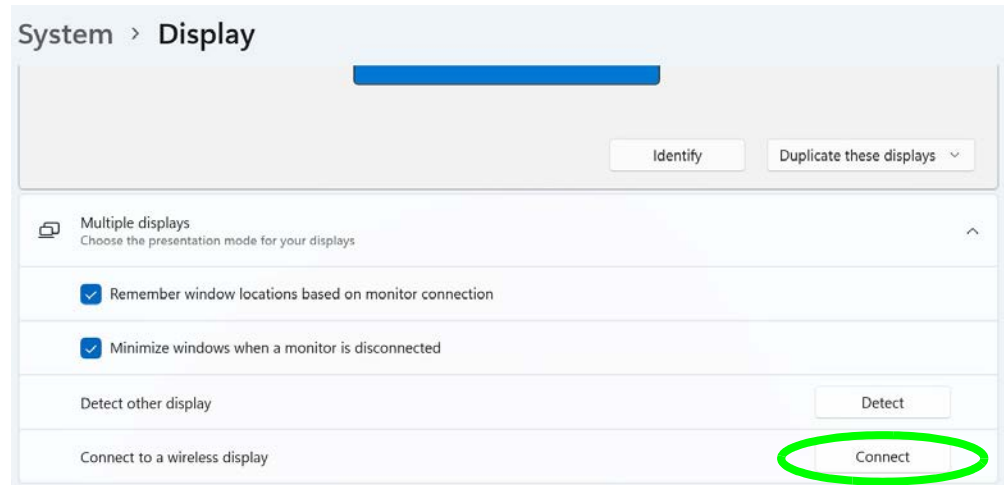 System > Display
Identify
Duplicate these displays
Multiple displays
Choose the presentation mode for your displays
Remember window locations based on monitor connection
Minimize windows when a monitor is disconnected
Detect other display
Detect
Connect to a wireless display
Connect